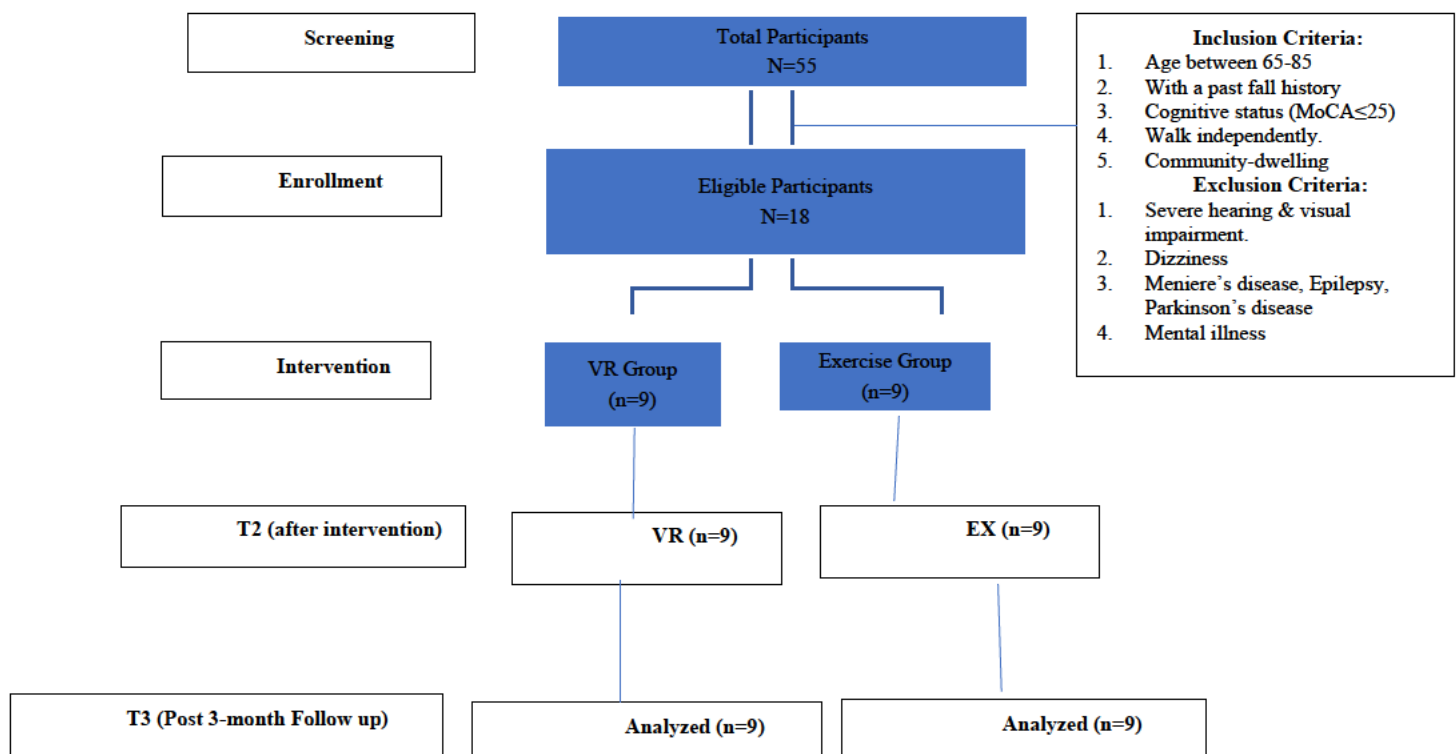 Screening
Total Participants
N=55
Inclusion Criteria:
1. Age between 65-85
2. With a past fall history
3. Cognitive status (MoCA≤25)
4. Walk independently.
5. Community-dwelling
Exclusion Criteria:
1. Severe hearing & visual
impairment.
2. Dizziness
3. Meniere’s disease, Epilepsy,
Parkinson’s disease
4. Mental illness
Enrollment
Eligible Participants
N=18
Intervention
VR Group
(n=9)
Exercise Group
(n=9)
T2 (after intervention)
VR (n=9)
EX (n=9)
T3 (Post 3-month Follow up)
Analyzed (n=9)
Analyzed (n=9)